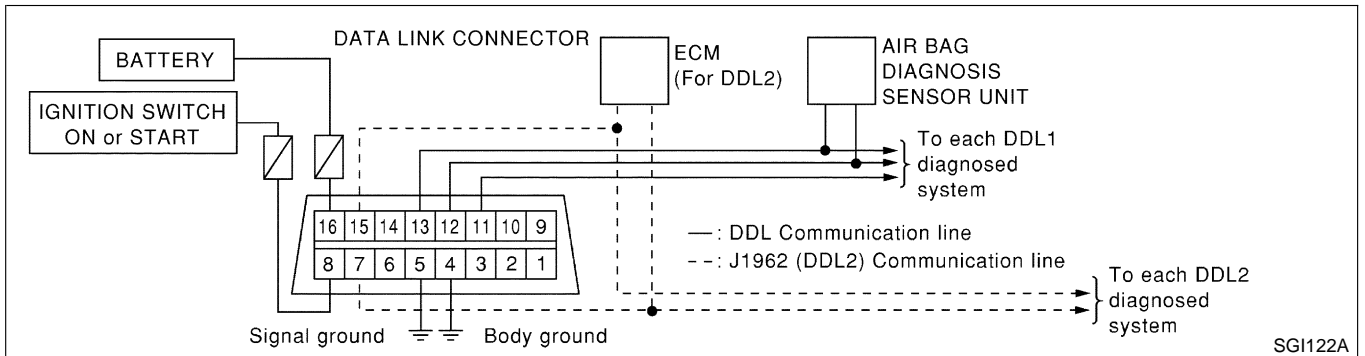 DATA LINK CONNECTOR
BATTERY
IGNITION SWITCH
ON or START
ECM
(For DDL2)
AIR BAG
DIAGNOSIS
SENSOR UNIT
To each DDL1
diagnosed
system
16 15 14 13 12 11 10 9
8 7 6 5 4 3 2 1
: DDL Communication line
: J1962 (DDL2) Communication line
To each DDL2
diagnosed
system
Signal ground
Body ground
SGI122A